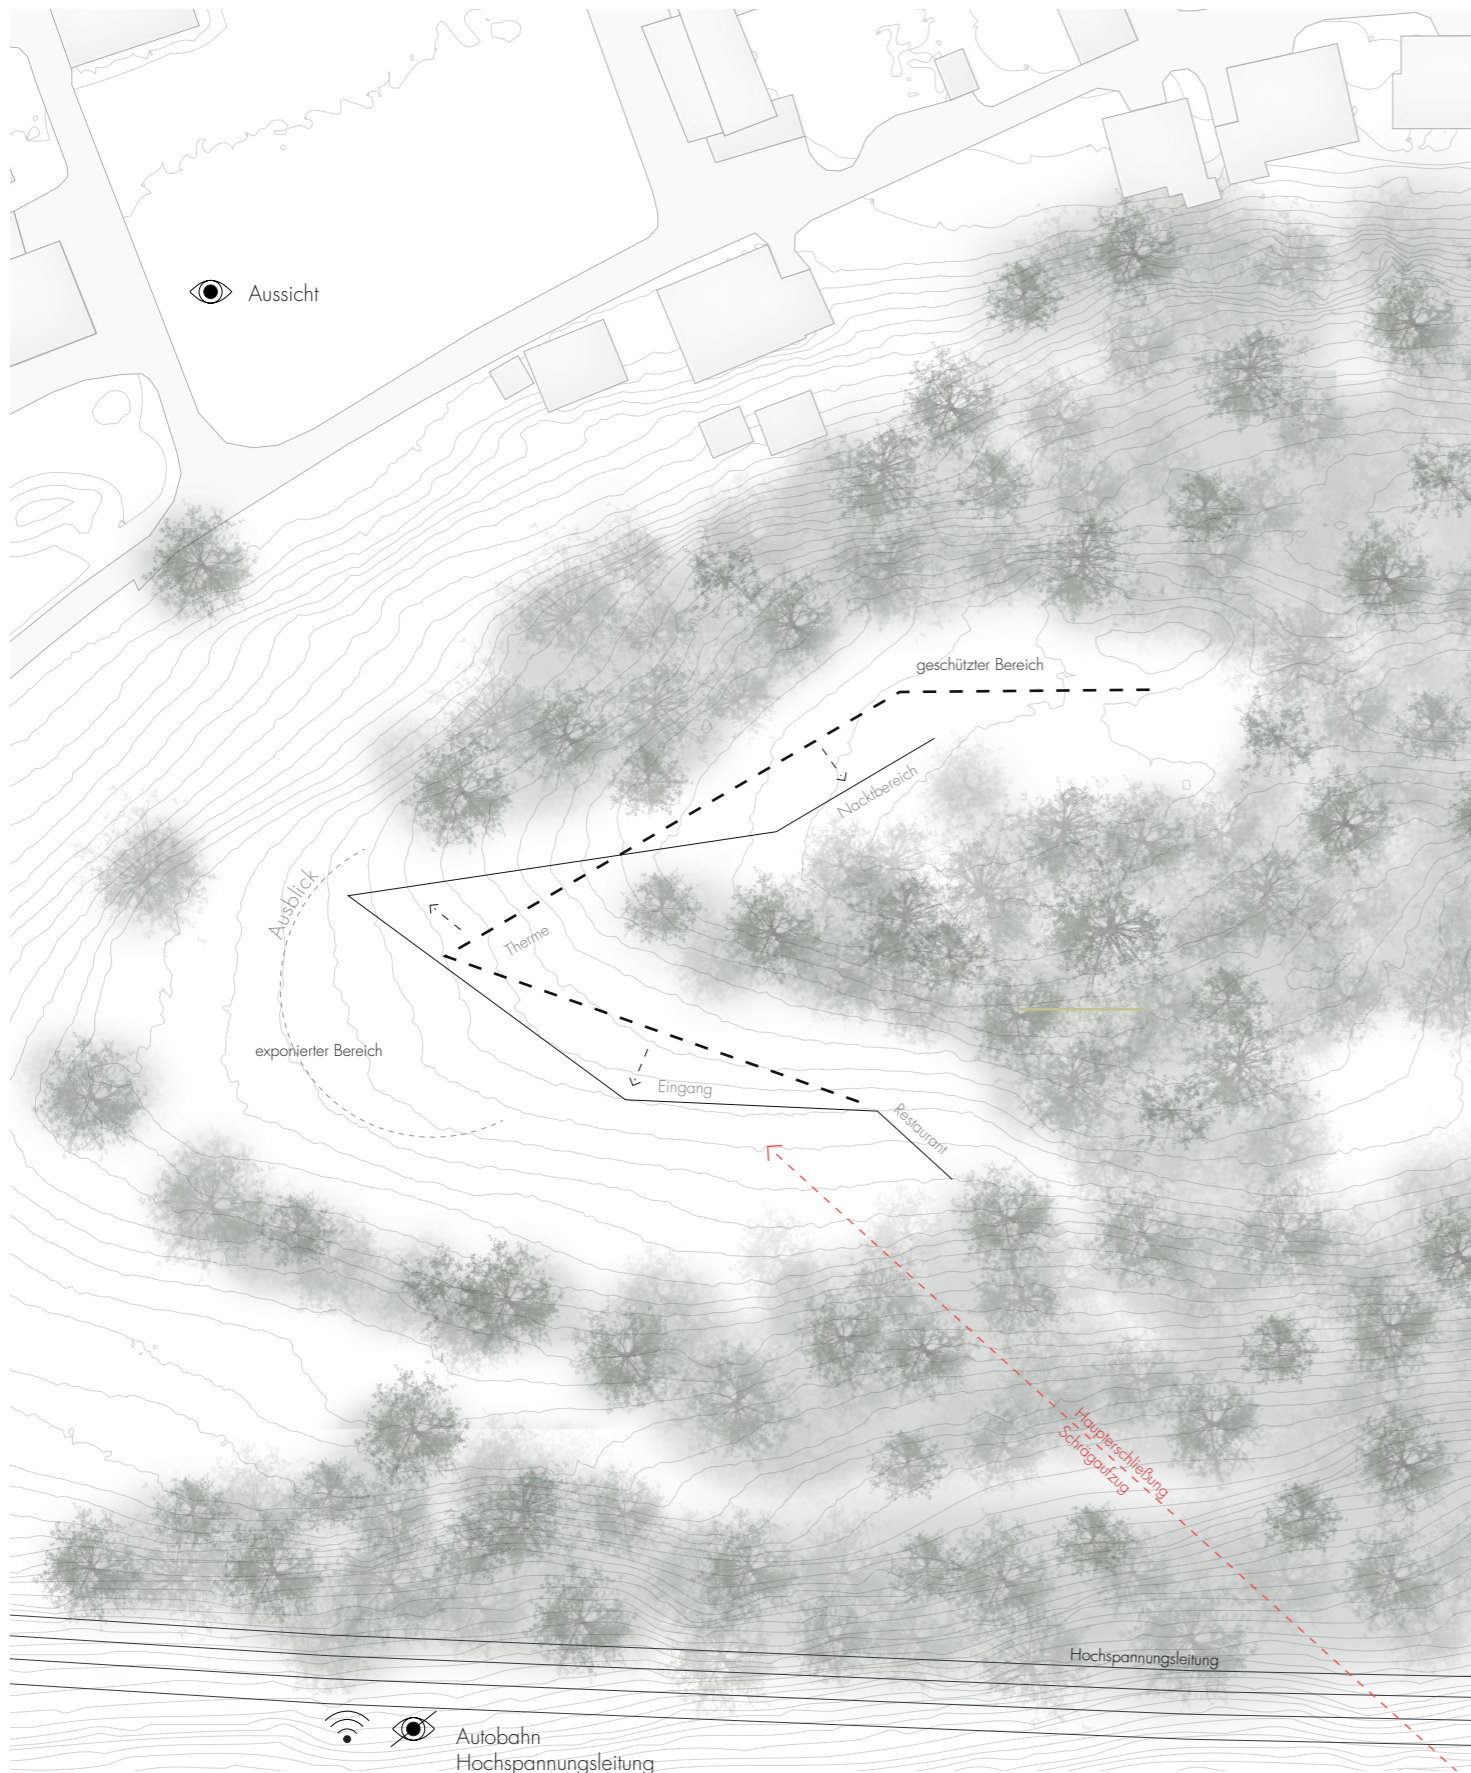 Aussicht
geschützter Bereich
Nacktbereich
Ausblick
Therme
exponierter Bereich
Eingang
Restaurant
Haupterschließung
Schrägaufzug
Hochspannungsleitung
Autobahn
Hochspannungsleitung